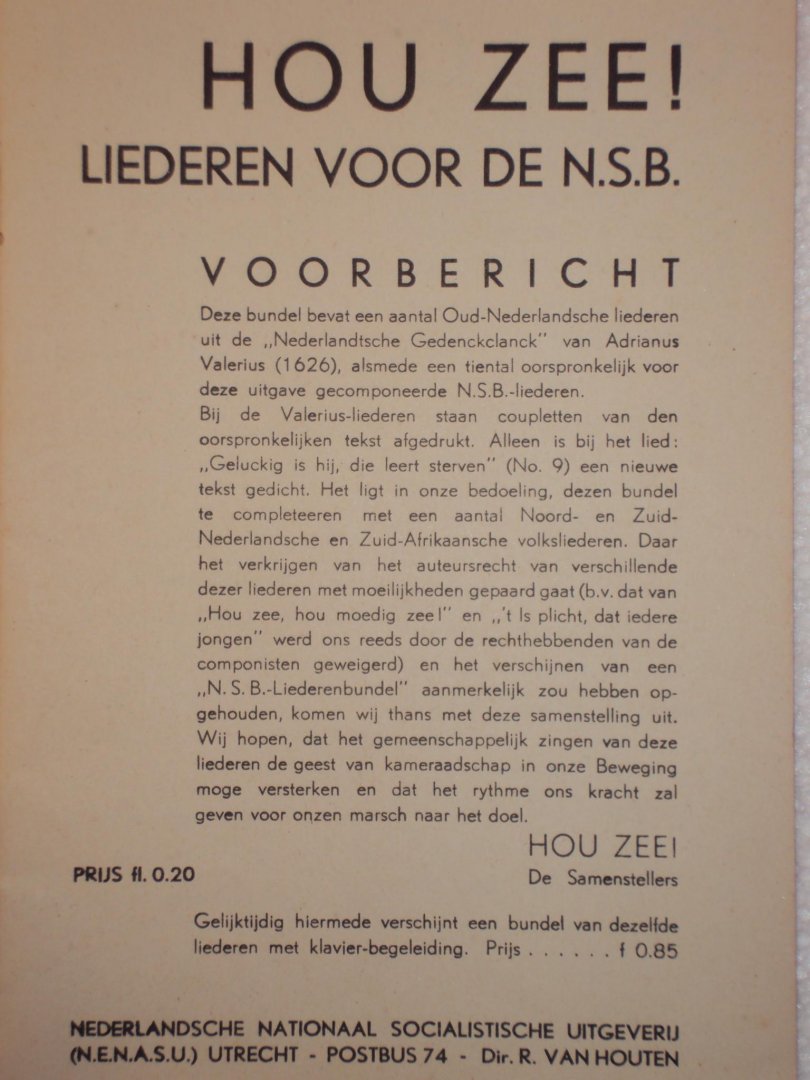 HOU ZEE!
LIEDEREN VOOR DE N.S.B.
VOORBERICHT
Deze bundel bevat een aantal Oud-Nederlandsche liederen
uit de „Nederlandtsche Gedenckclanck" van Adrianus
Valerius (1626), alsmede een tiental oorspronkelijk voor
deze uitgave gecomponeerde N.S.B.-liederen.
Bij de Valerius-liederen staan coupletten van den
oorspronkelijken tekst afgedrukt. Alleen is bij het lied:
„Geluckig is hij, die leert sterven" (No. 9) een nieuwe
tekst gedicht. Het ligt in onze bedoeling, dezen bundel
te completeeren met een aantal Noord- en Zuid-
Nederlandsche en Zuid-Afrikaansche volksliederen. Daar
het verkrijgen van het auteursrecht van verschillende
dezer liederen met moeilijkheden gepaard gaat (b.v. dat van
„Hou zee, hou moedig zee!" en „'t Is plicht, dat iedere
jongen" werd ons reeds door de rechthebbenden van de
componisten geweigerd) en het verschijnen van een
„N.S.B.-Liederenbundel" aanmerkelijk zou hebben op-
gehouden, komen wij thans met deze samenstelling uit.
Wij hopen, dat het gemeenschappelijk zingen van deze
liederen de geest van kameraadschap in onze Beweging
moge versterken en dat het rythme ons kracht zal
geven voor onzen marsch naar het doel.
HOU ZEE!
PRIJS fl. 0.20
De Samenstellers
Gelijktijdig hiermede verschijnt een bundel van dezelfde
liederen met klavier-begeleiding. Prijs . . . . . . f 0.85
NEDERLANDSCHE NATIONAAL SOCIALISTISCHE UITGEVERIJ
(N.E.N.A.S.U.) UTRECHT - POSTBUS 74 - Dir. R. VAN HOUTEN